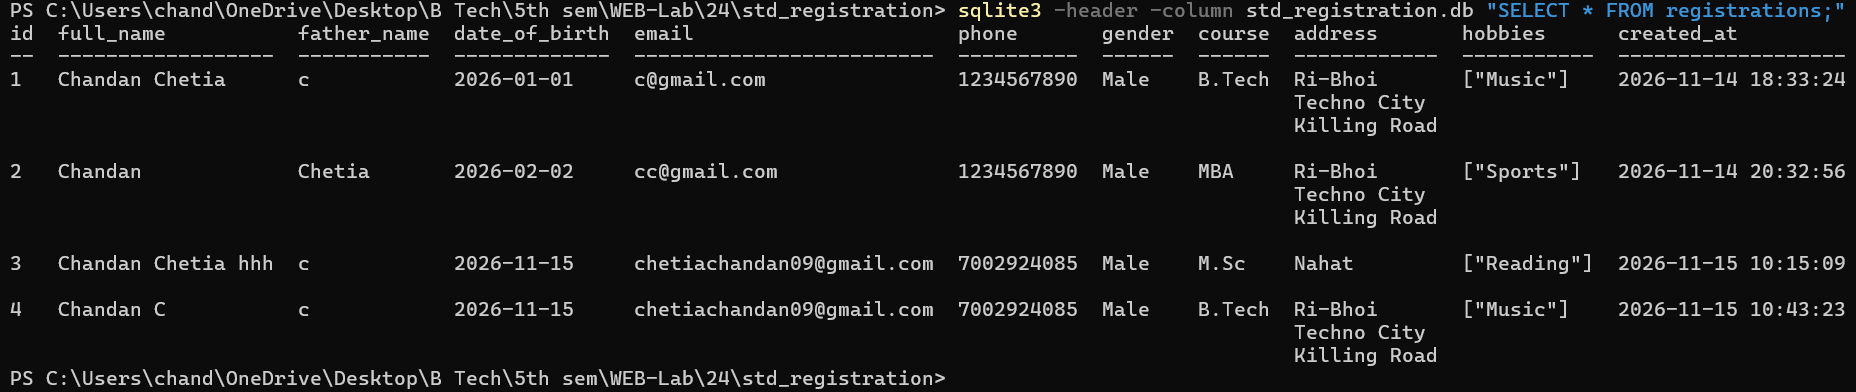 PS C:\Users\chand\OneDrive\Desktop\B Tech\5th sem\WEB-Lab\24\std_registration> sqlite3 -header -column std_registration.db "SELECT * FROM registrations;"
id  full_name           father_name  date_of_birth  email                      phone       gender  course  address       hobbies      created_at
--  ------------------  -----------  -------------  -------------------------  ----------  ------  ------  ------------  -----------  -------------------
1   Chandan Chetia      c            2026-01-01     c@gmail.com                1234567890  Male    B.Tech  Ri-Bhoi       ["Music"]    2026-11-14 18:33:24
                                                                                                           Techno City
                                                                                                           Killing Road
2   Chandan             Chetia       2026-02-02     cc@gmail.com               1234567890  Male    MBA     Ri-Bhoi       ["Sports"]   2026-11-14 20:32:56
                                                                                                           Techno City
                                                                                                           Killing Road
3   Chandan Chetia hhh  c            2026-11-15     chetiachandan09@gmail.com  7002924085  Male    M.Sc    Nahat         ["Reading"]  2026-11-15 10:15:09
4   Chandan C           c            2026-11-15     chetiachandan09@gmail.com  7002924085  Male    B.Tech  Ri-Bhoi       ["Music"]    2026-11-15 10:43:23
                                                                                                           Techno City
                                                                                                           Killing Road
PS C:\Users\chand\OneDrive\Desktop\B Tech\5th sem\WEB-Lab\24\std_registration>